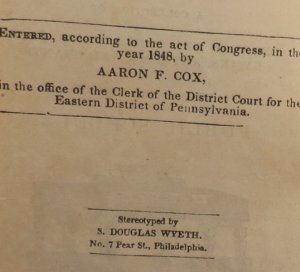 ENTERED, according to the act of Congress, in the
year 1848, by
AARON F. COX,
in the office of the Clerk of the District Court for the
Eastern District of Pennsylvania.
Stereotyped by
S. DOUGLAS WYETH.
No. 7 Pear St., Philadelphia.